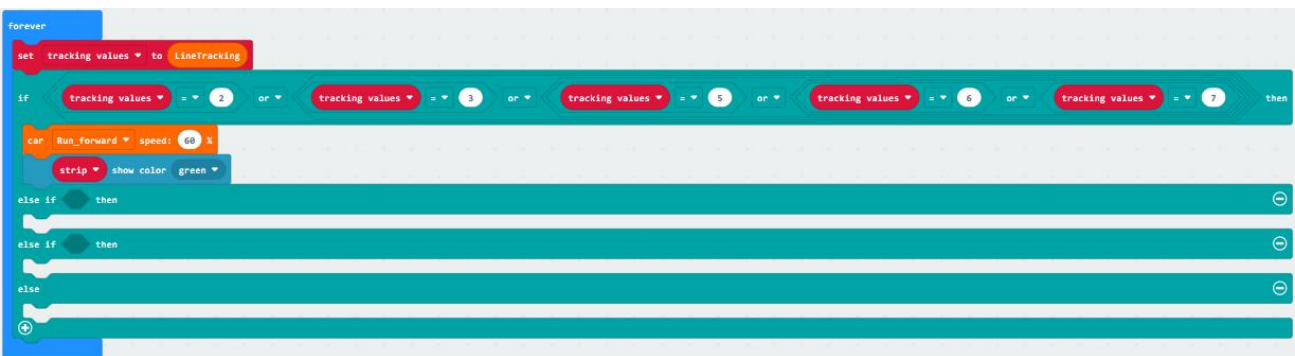 forever
set tracking values to LineTracking
if tracking values = 2 or tracking values = 3 or tracking values = 5 or tracking values = 6 or tracking values = 7 then
car Run_forward speed: 60 %
strip show color green
else if then
else if then
else